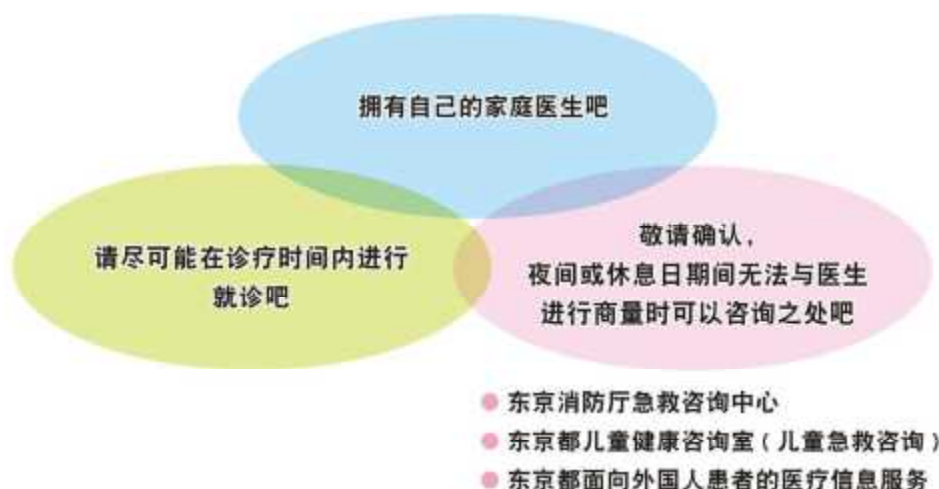 拥有自己的家庭医生吧
请尽可能在诊疗时间内进行
就诊吧
敬请确认，
夜间或休息日期间无法与医生
进行商量时可以咨询之处吧
● 东京消防厅急救咨询中心
● 东京都儿童健康咨询室（儿童急救咨询）
● 东京都面向外国人患者的医疗信息服务